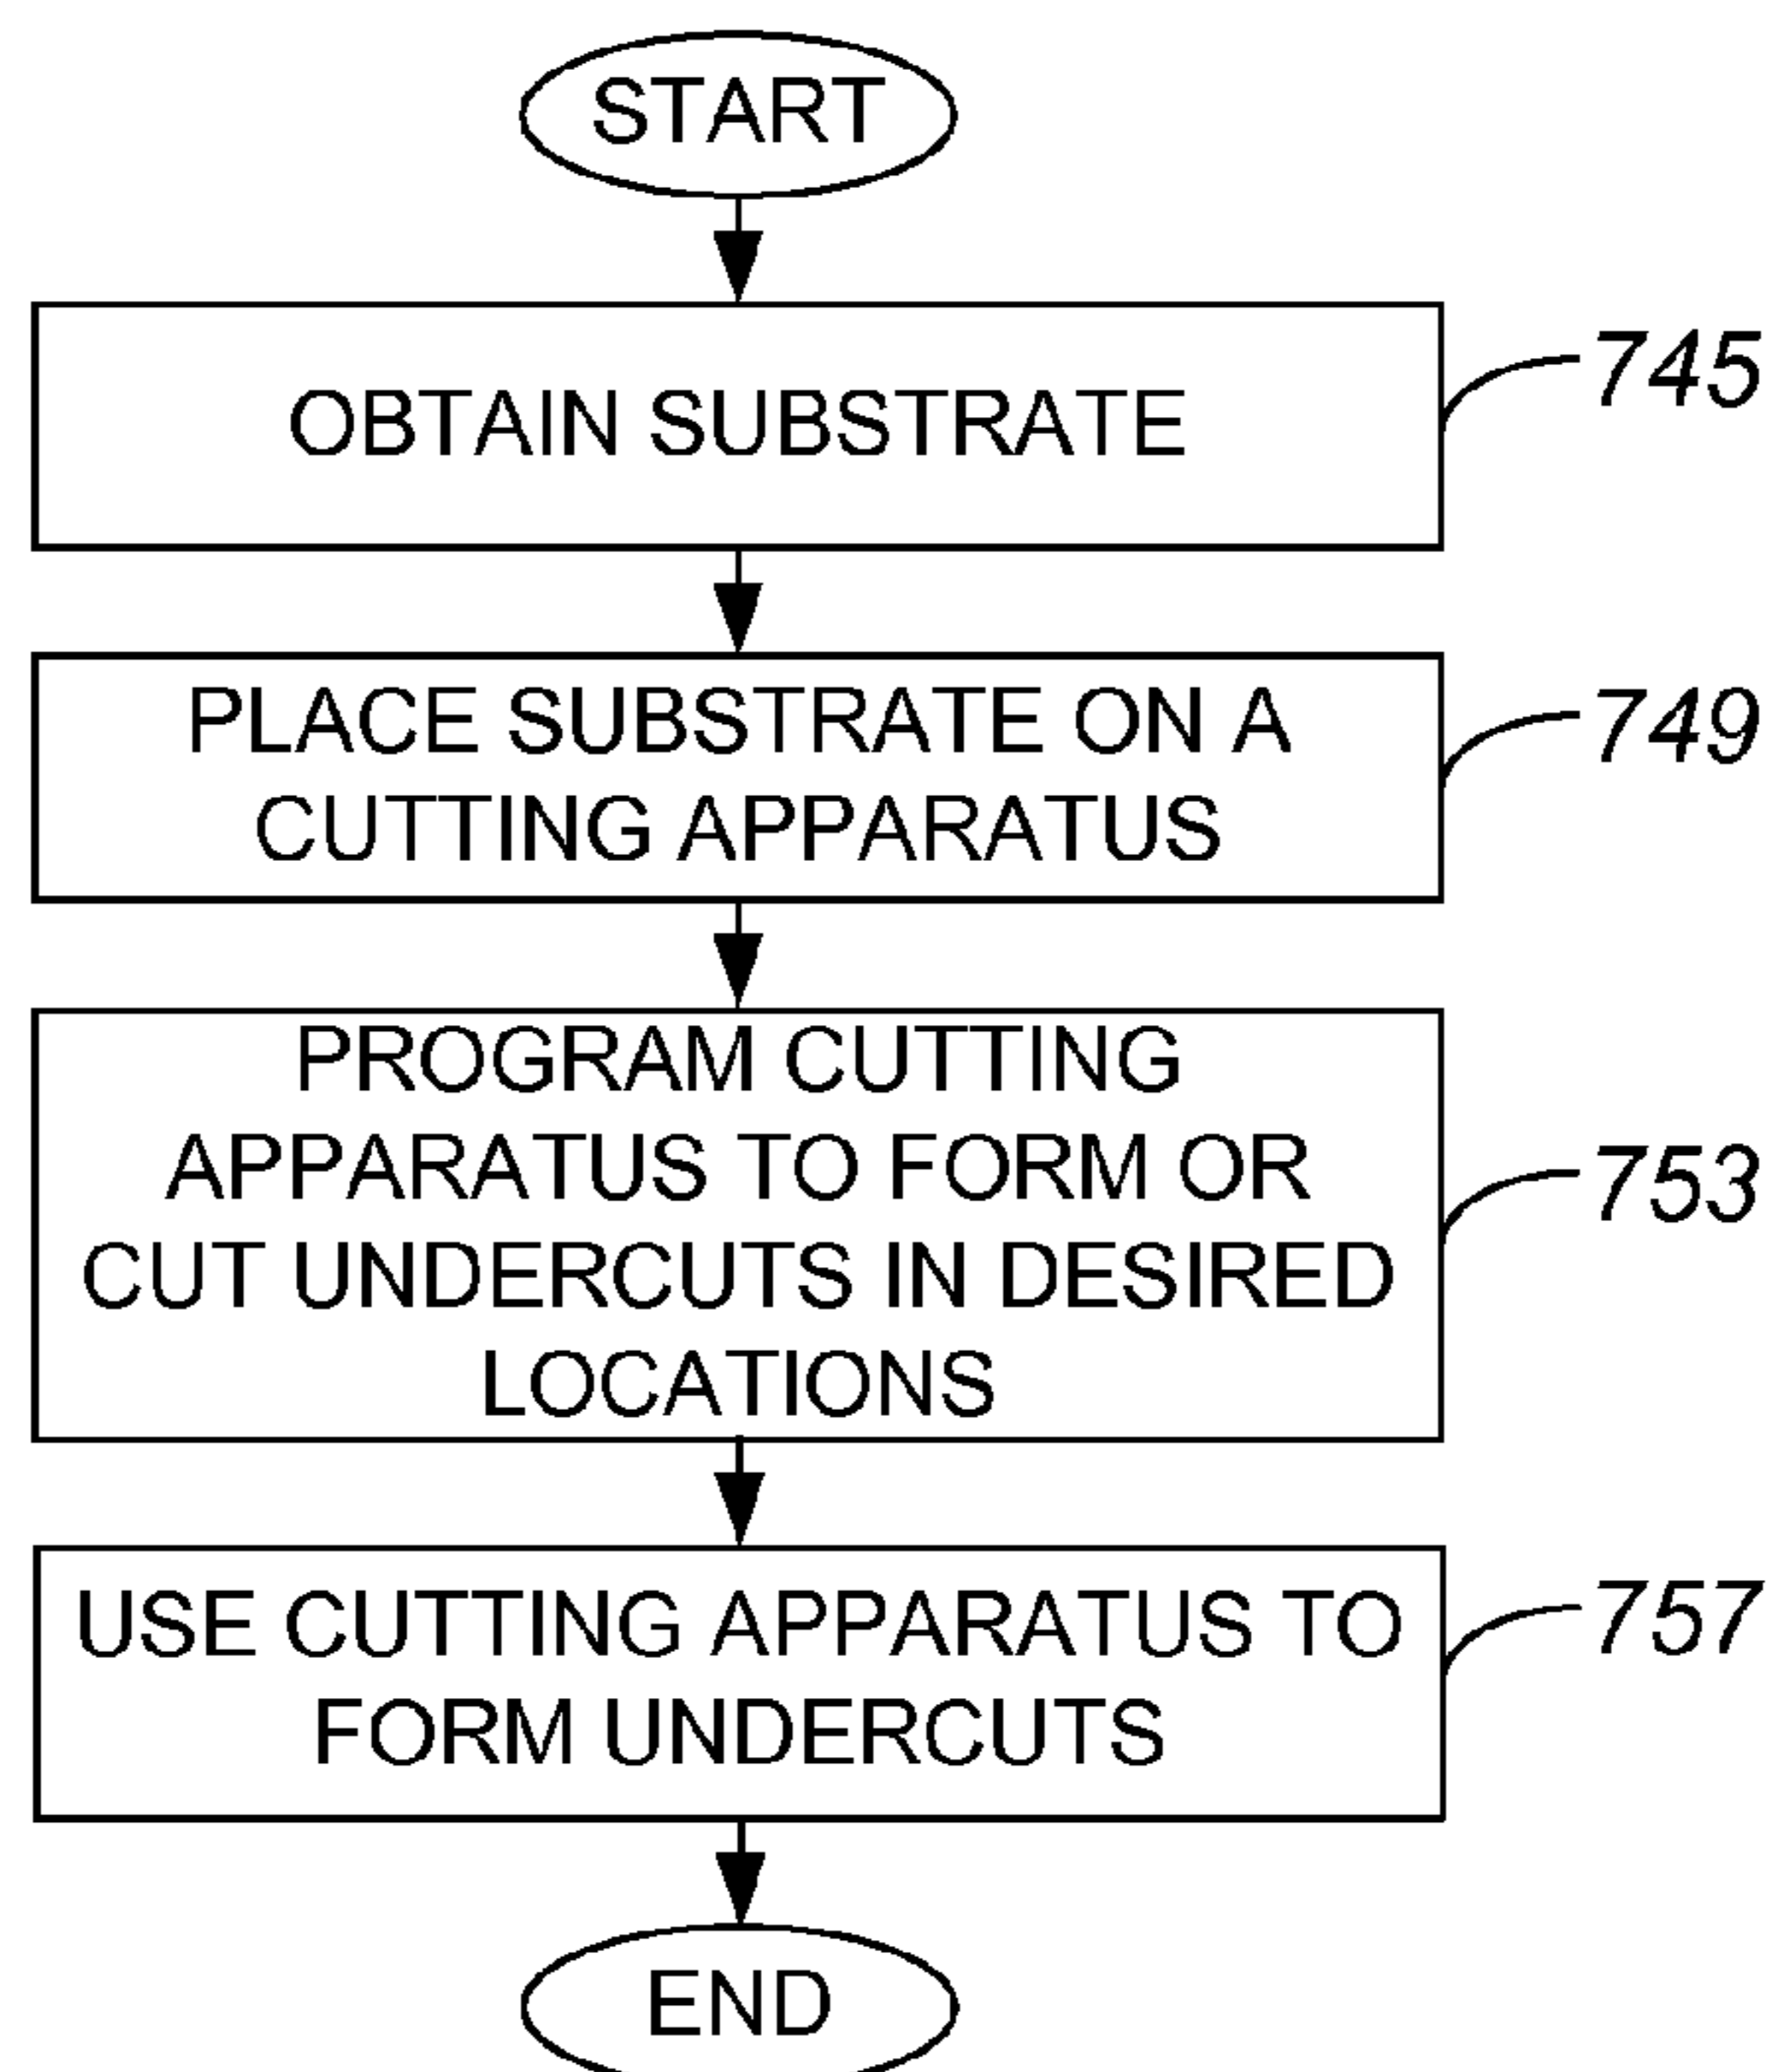 START
OBTAIN SUBSTRATE
745
PLACE SUBSTRATE ON A
CUTTING APPARATUS
749
PROGRAM CUTTING
APPARATUS TO FORM OR
CUT UNDERCUTS IN DESIRED
LOCATIONS
753
USE CUTTING APPARATUS TO
FORM UNDERCUTS
757
END